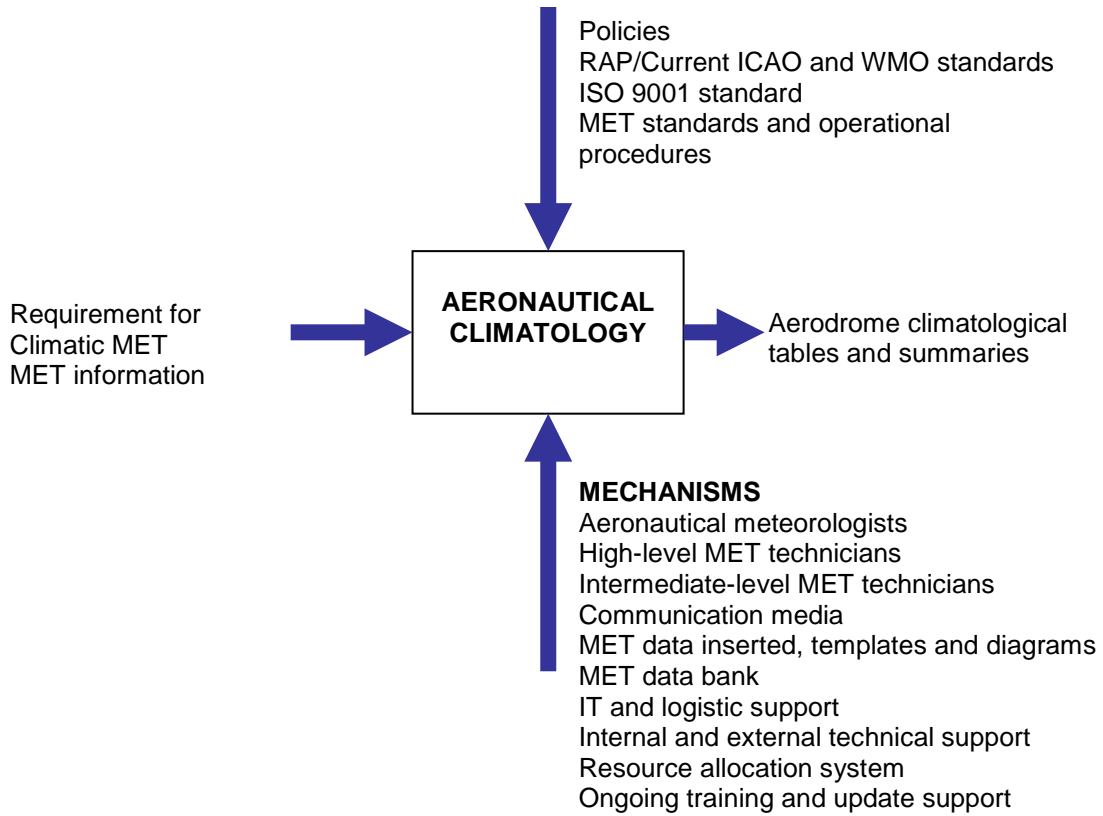 Policies
RAP/Current ICAO and WMO standards
ISO 9001 standard
MET standards and operational
procedures
AERONAUTICAL
CLIMATOLOGY
Requirement for
Climatic MET
MET information
Aerodrome climatological
tables and summaries
MECHANISMS
Aeronautical meteorologists
High-level MET technicians
Intermediate-level MET technicians
Communication media
MET data inserted, templates and diagrams
MET data bank
IT and logistic support
Internal and external technical support
Resource allocation system
Ongoing training and update support